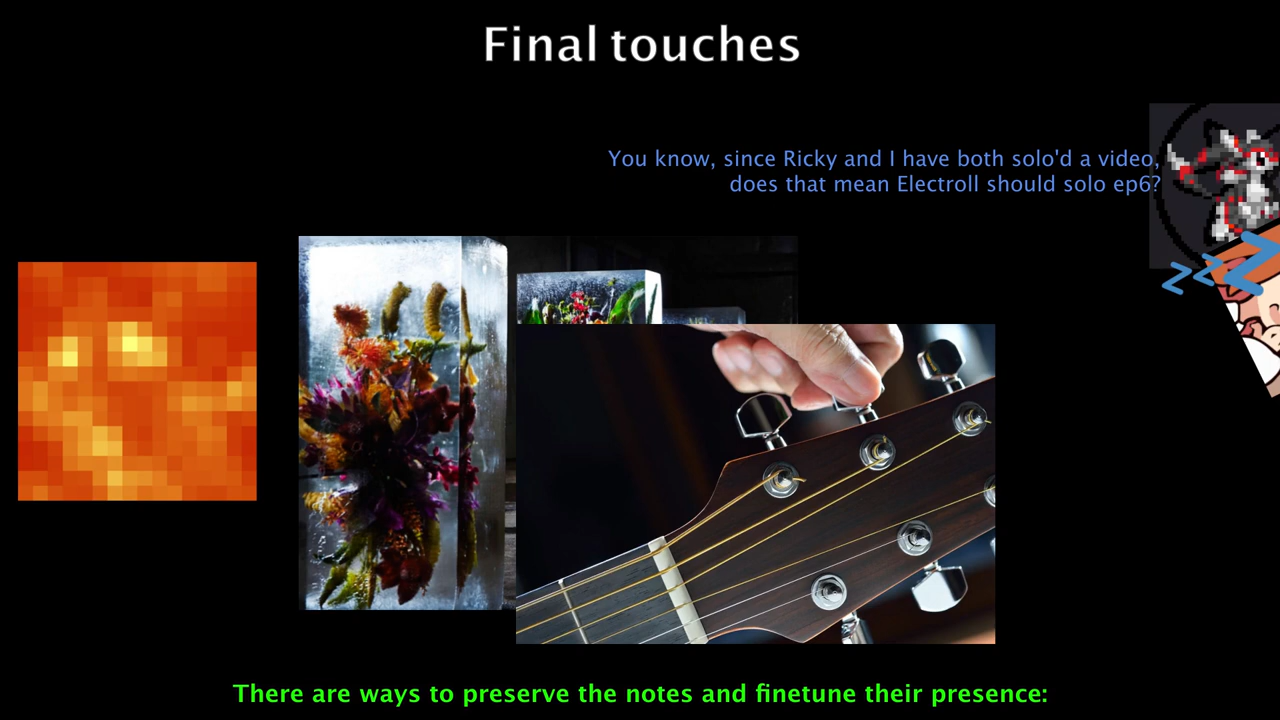 Final touches
You know, since Ricky and I have both solo'd a video,
does that mean Electroll should solo ep6?
z z Z
There are ways to preserve the notes and finetune their presence: